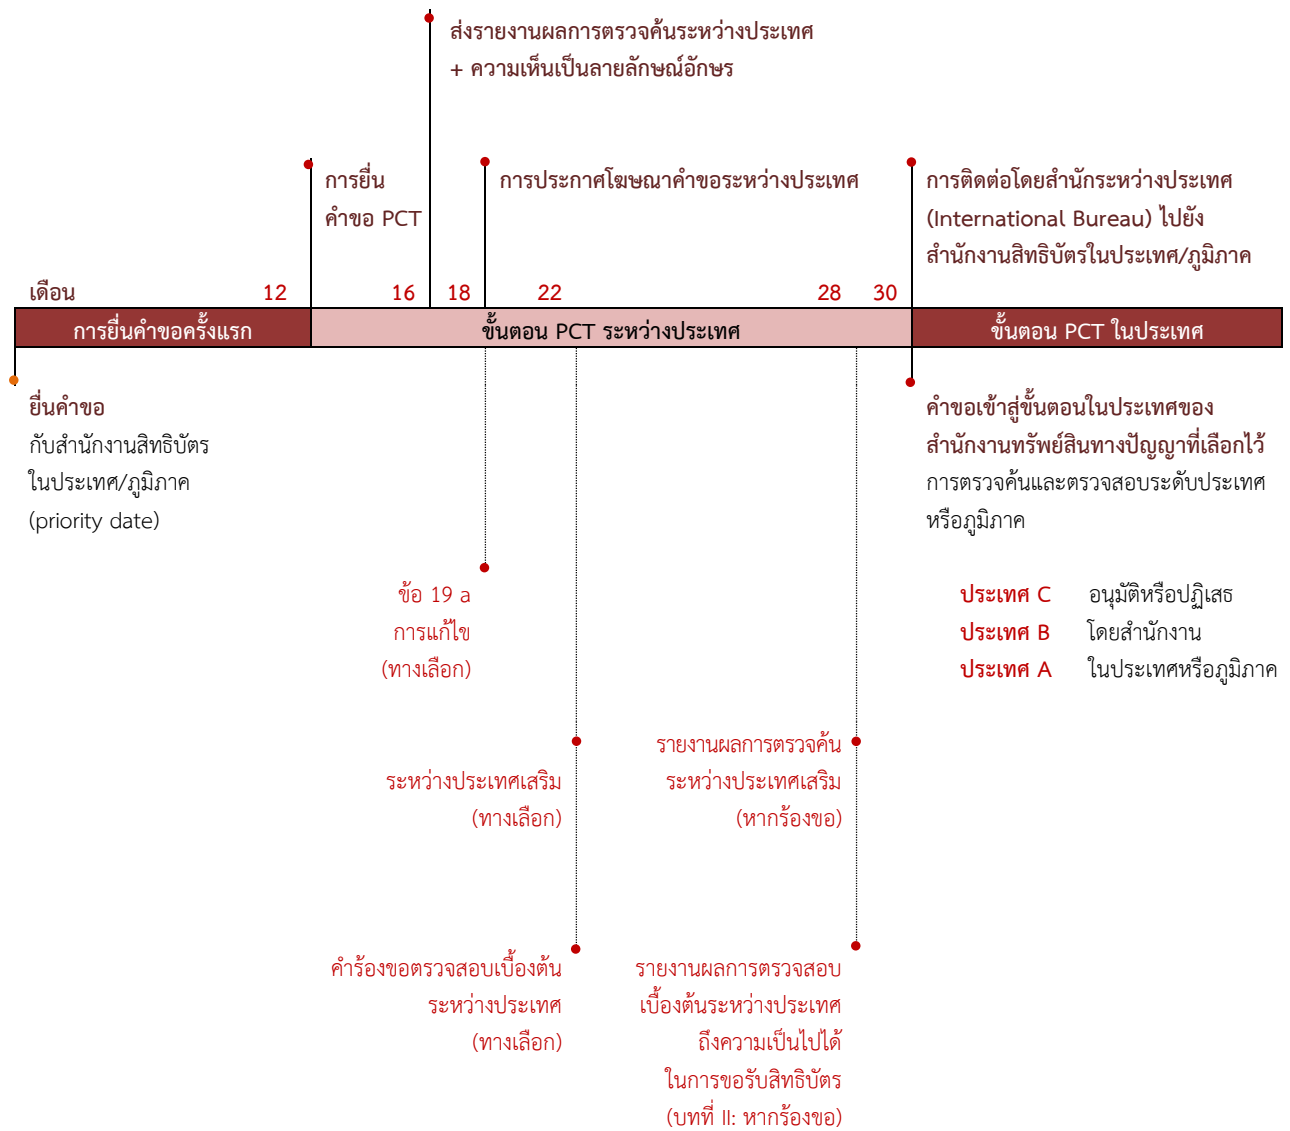 ส่งรายงานผลการตรวจค้นระหว่างประเทศ
+ ความเห็นเป็นลายลักษณ์อักษร
การยื่น
คำขอ PCT
การประกาศโฆษณาคำขอระหว่างประเทศ
การติดต่อโดยสำนักระหว่างประเทศ
(International Bureau) ไปยัง
สำนักงานสิทธิบัตรในประเทศ/ภูมิภาค
เดือน 12 16 18 22 28 30
การยื่นคำขอครั้งแรก ขั้นตอน PCT ระหว่างประเทศ ขั้นตอน PCT ในประเทศ
ยื่นคำขอ
กับสำนักงานสิทธิบัตร
ในประเทศ/ภูมิภาค
(priority date)
คำขอเข้าสู่ขั้นตอนในประเทศของ
สำนักงานทรัพย์สินทางปัญญาที่เลือกไว้
การตรวจค้นและตรวจสอบระดับประเทศ
หรือภูมิภาค
ข้อ 19 a
การแก้ไข
(ทางเลือก)
ประเทศ C อนุมัติหรือปฏิเสธ
ประเทศ B โดยสำนักงาน
ประเทศ A ในประเทศหรือภูมิภาค
ระหว่างประเทศเสริม
(ทางเลือก)
รายงานผลการตรวจค้น
ระหว่างประเทศเสริม
(หากร้องขอ)
คำร้องขอตรวจสอบเบื้องต้น
ระหว่างประเทศ
(ทางเลือก)
รายงานผลการตรวจสอบ
เบื้องต้นระหว่างประเทศ
ถึงความเป็นไปได้
ในการขอรับสิทธิบัตร
(บทที่ II: หากร้องขอ)